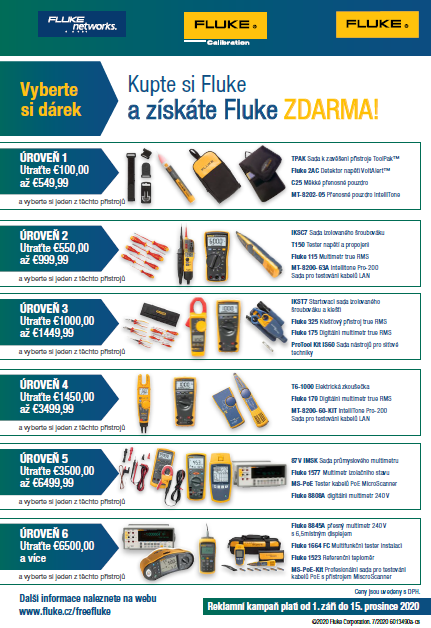 FLUKE
networks.
FLUKE ®
Calibration
FLUKE ®
Vyberte
si dárek
Kupte si Fluke
a získáte Fluke ZDARMA!
ÚROVEŇ 1
Utraťte €100,00
až €549,99
a vyberte si jeden z těchto přístrojů
TPAK Sada k zavěšení přístroje ToolPak™
Fluke 2AC Detektor napětí VoltAlert™
C25 Měkké přenosné pouzdro
MT-8202-05 Přenosné pouzdro IntelliTone
ÚROVEŇ 2
Utraťte €550,00
až €999,99
a vyberte si jeden z těchto přístrojů
IKSC7 Sada izolovaného šroubováku
T150 Tester napětí a propojení
Fluke 115 Multimetr true RMS
MT-8200-63A Intellitone Pro-200
Sada pro testování kabelů LAN
ÚROVEŇ 3
Utraťte €1000,00
až €1449,99
a vyberte si jeden z těchto přístrojů
IKST7 Startovací sada izolovaného
šroubováku a kleští
Fluke 325 Klešťový přístroj true RMS
Fluke 175 Digitální multimetr true RMS
ProTool Kit IS60 Sada nástrojů pro síťové
techniky
ÚROVEŇ 4
Utraťte €1450,00
až €3499,99
a vyberte si jeden z těchto přístrojů
T6-1000 Elektrická zkoušečka
Fluke 179 Digitální multimetr true RMS
MT-8200-60-KIT IntelliTone Pro-200
Sada pro testování kabelů LAN
ÚROVEŇ 5
Utraťte €3500,00
až €6499,99
a vyberte si jeden z těchto přístrojů
87V IMSK Sada průmyslového multimetru
Fluke 1577 Multimetr izolačního stavu
MS-PoE Tester kabelů PoE MicroScanner
Fluke 8808A digitální multimetr 240 V
ÚROVEŇ 6
Utraťte €6500,00
a více
a vyberte si jeden z těchto přístrojů
Fluke 8845A přesný multimetr 240 V
s 6,5místným displejem
Fluke 1664 FC Multifunkční tester instalací
Fluke 1523 Referenční teploměr
MS-PoE-Kit Profesionální sada pro testování
kabelů PoE s přístrojem MicroScanner
Ceny jsou uvedeny s DPH.
Další informace naleznete na webu
www.fluke.cz/freefluke
Reklamní kampaň platí od 1. září do 15. prosince 2020
©2020 Fluke Corporation. 7/2020 6013490a-cs